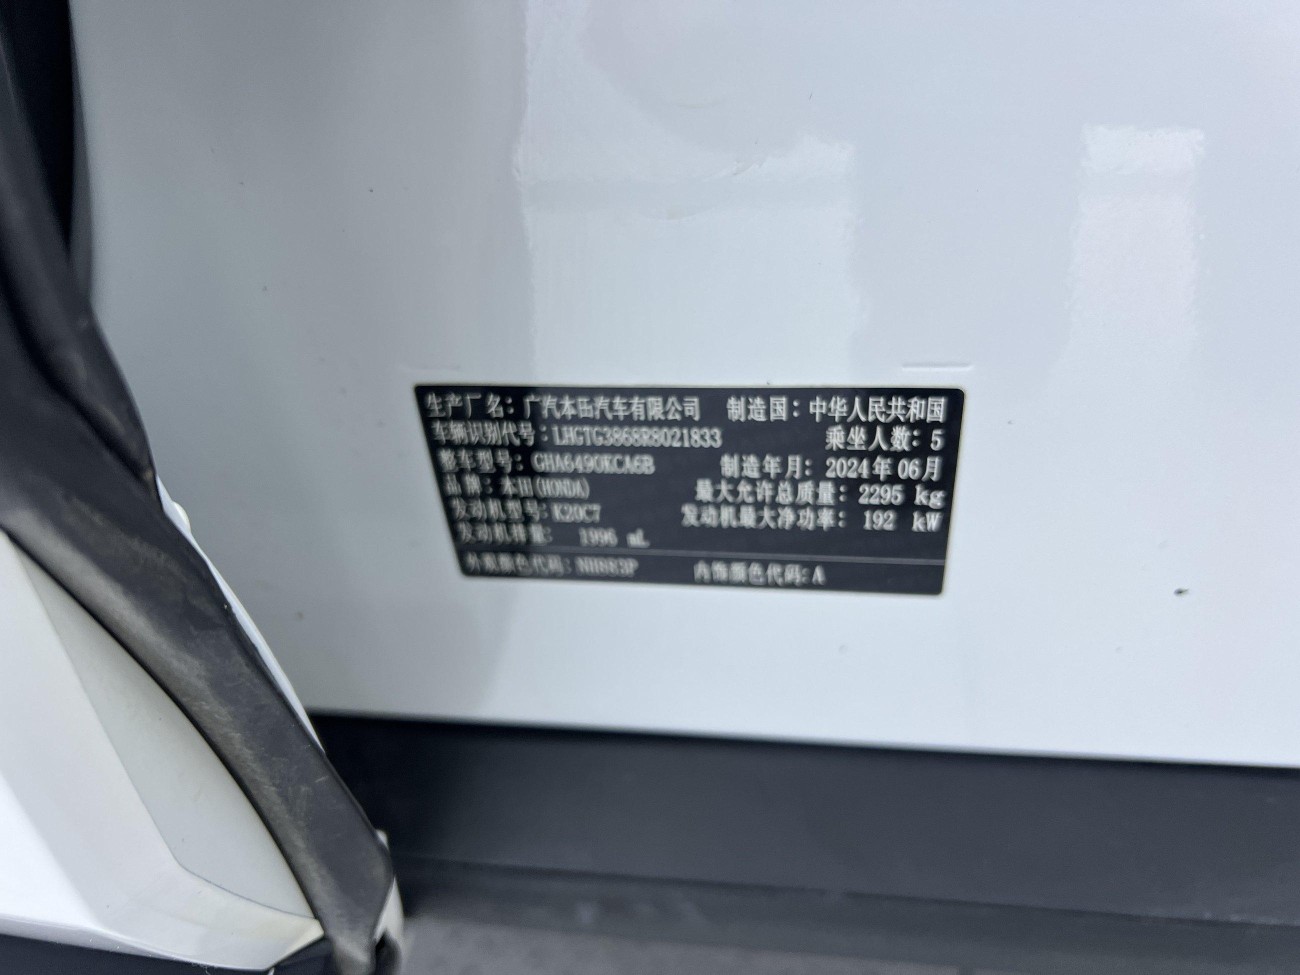 生产厂名：广汽本田汽车有限公司 制造国：中华人民共和国
车辆识别代号：LHGTG3868R8021833 乘坐人数：5
整车型号：GHA6490KCA6B 制造年月：2024年06月
品牌：本田(HONDA) 最大允许总质量：2295 kg
发动机型号：K20C7 发动机最大净功率：192 kW
发动机排量：1996 mL
外观颜色代码：NH883P 内饰颜色代码：A